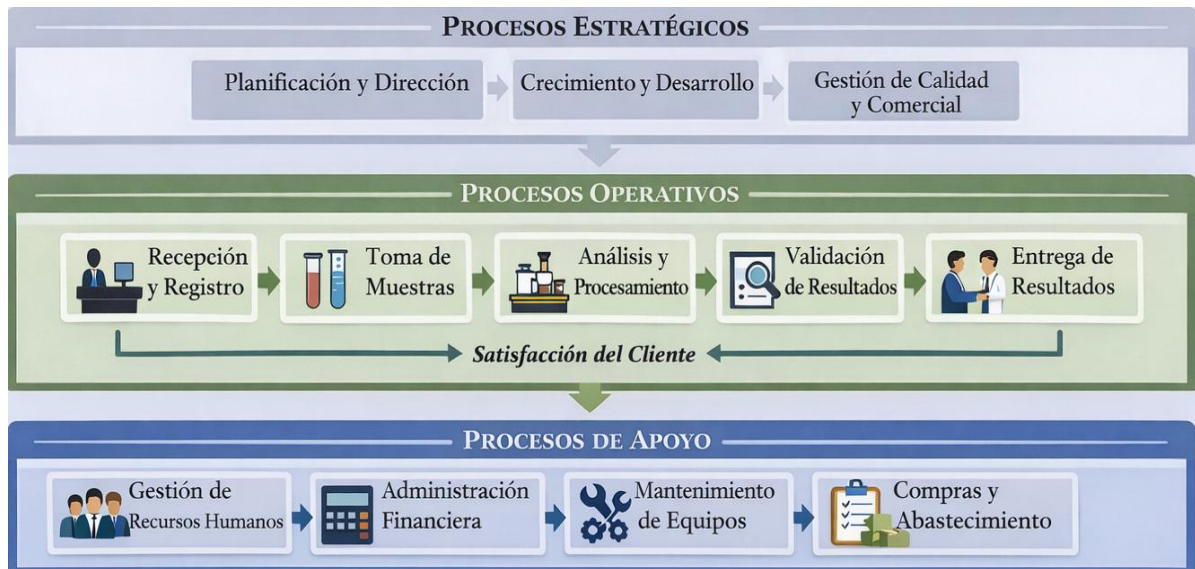 PROCESOS ESTRATÉGICOS
Planificación y Dirección
Crecimiento y Desarrollo
Gestión de Calidad
y Comercial
PROCESOS OPERATIVOS
Recepción
y Registro
Toma de
Muestras
Análisis y
Procesamiento
Validación
de Resultados
Entrega de
Resultados
Satisfacción del Cliente
PROCESOS DE APOYO
Gestión de
Recursos Humanos
Administración
Financiera
Mantenimiento
de Equipos
Compras y
Abastecimiento